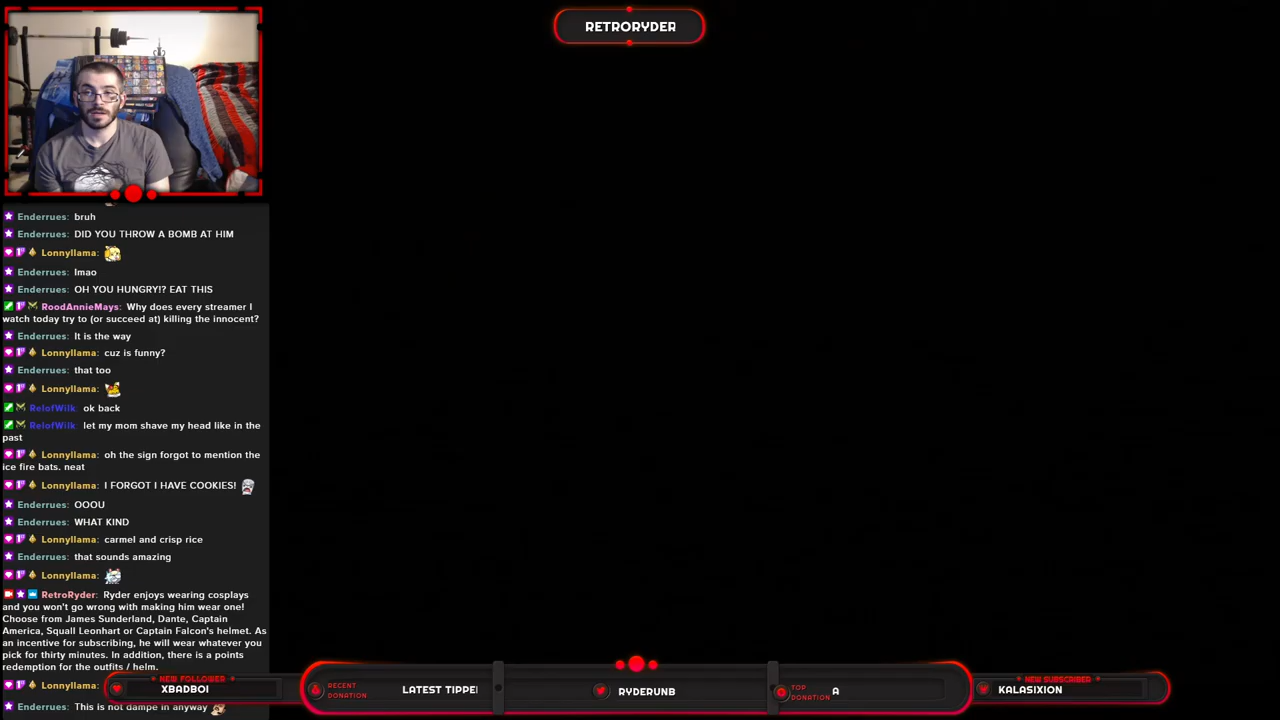 RETRORYDER
Enderrues: bruh
Enderrues: DID YOU THROW A BOMB AT HIM
Lonnyllama:
Enderrues: lmao
Enderrues: OH YOU HUNGRY!? EAT THIS
RoodAnnieMays: Why does every streamer I
watch today try to (or succeed at) killing the innocent?
Enderrues: It is the way
Lonnyllama: cuz is funny?
Enderrues: that too
Lonnyllama:
RelofWilk: ok back
RelofWilk: let my mom shave my head like in the
past
Lonnyllama: oh the sign forgot to mention the
ice fire bats. neat
Lonnyllama: I FORGOT I HAVE COOKIES!
Enderrues: OOOU
Enderrues: WHAT KIND
Lonnyllama: carmel and crisp rice
Enderrues: that sounds amazing
Lonnyllama:
RetroRyder: Ryder enjoys wearing cosplays
and you won't go wrong with making him wear one!
Choose from James Sunderland, Dante, Captain
America, Squall Leonhart or Captain Falcon's helmet. As
an incentive for subscribing, he will wear whatever you
pick for thirty minutes. In addition, there is a points
redemption for the outfits / helm.
Lonnyllama:
Enderrues: This is not dampe in anyway
NEW FOLLOWER
XBADBOI
RECENT
DONATION
LATEST TIPPE
RYDERUNB
TOP
DONATION
A
NEW SUBSCRIBER
KALASIXION